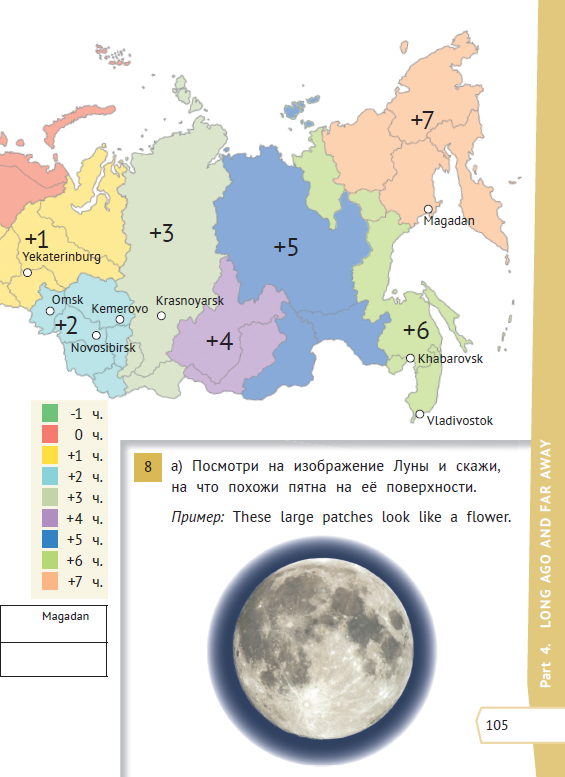 +7
Magadan
+1
Yekaterinburg
+3
+5
Omsk
Kemerovo
Krasnoyarsk
+2
Novosibirsk
+4
+6
Khabarovsk
Vladivostok
-1 ч.
0 ч.
+1 ч.
+2 ч.
+3 ч.
+4 ч.
+5 ч.
+6 ч.
+7 ч.
Magadan
8 а) Посмотри на изображение Луны и скажи,
на что похожи пятна на её поверхности.
Пример: These large patches look like a flower.
Part 4. LONG AGO AND FAR AWAY
105